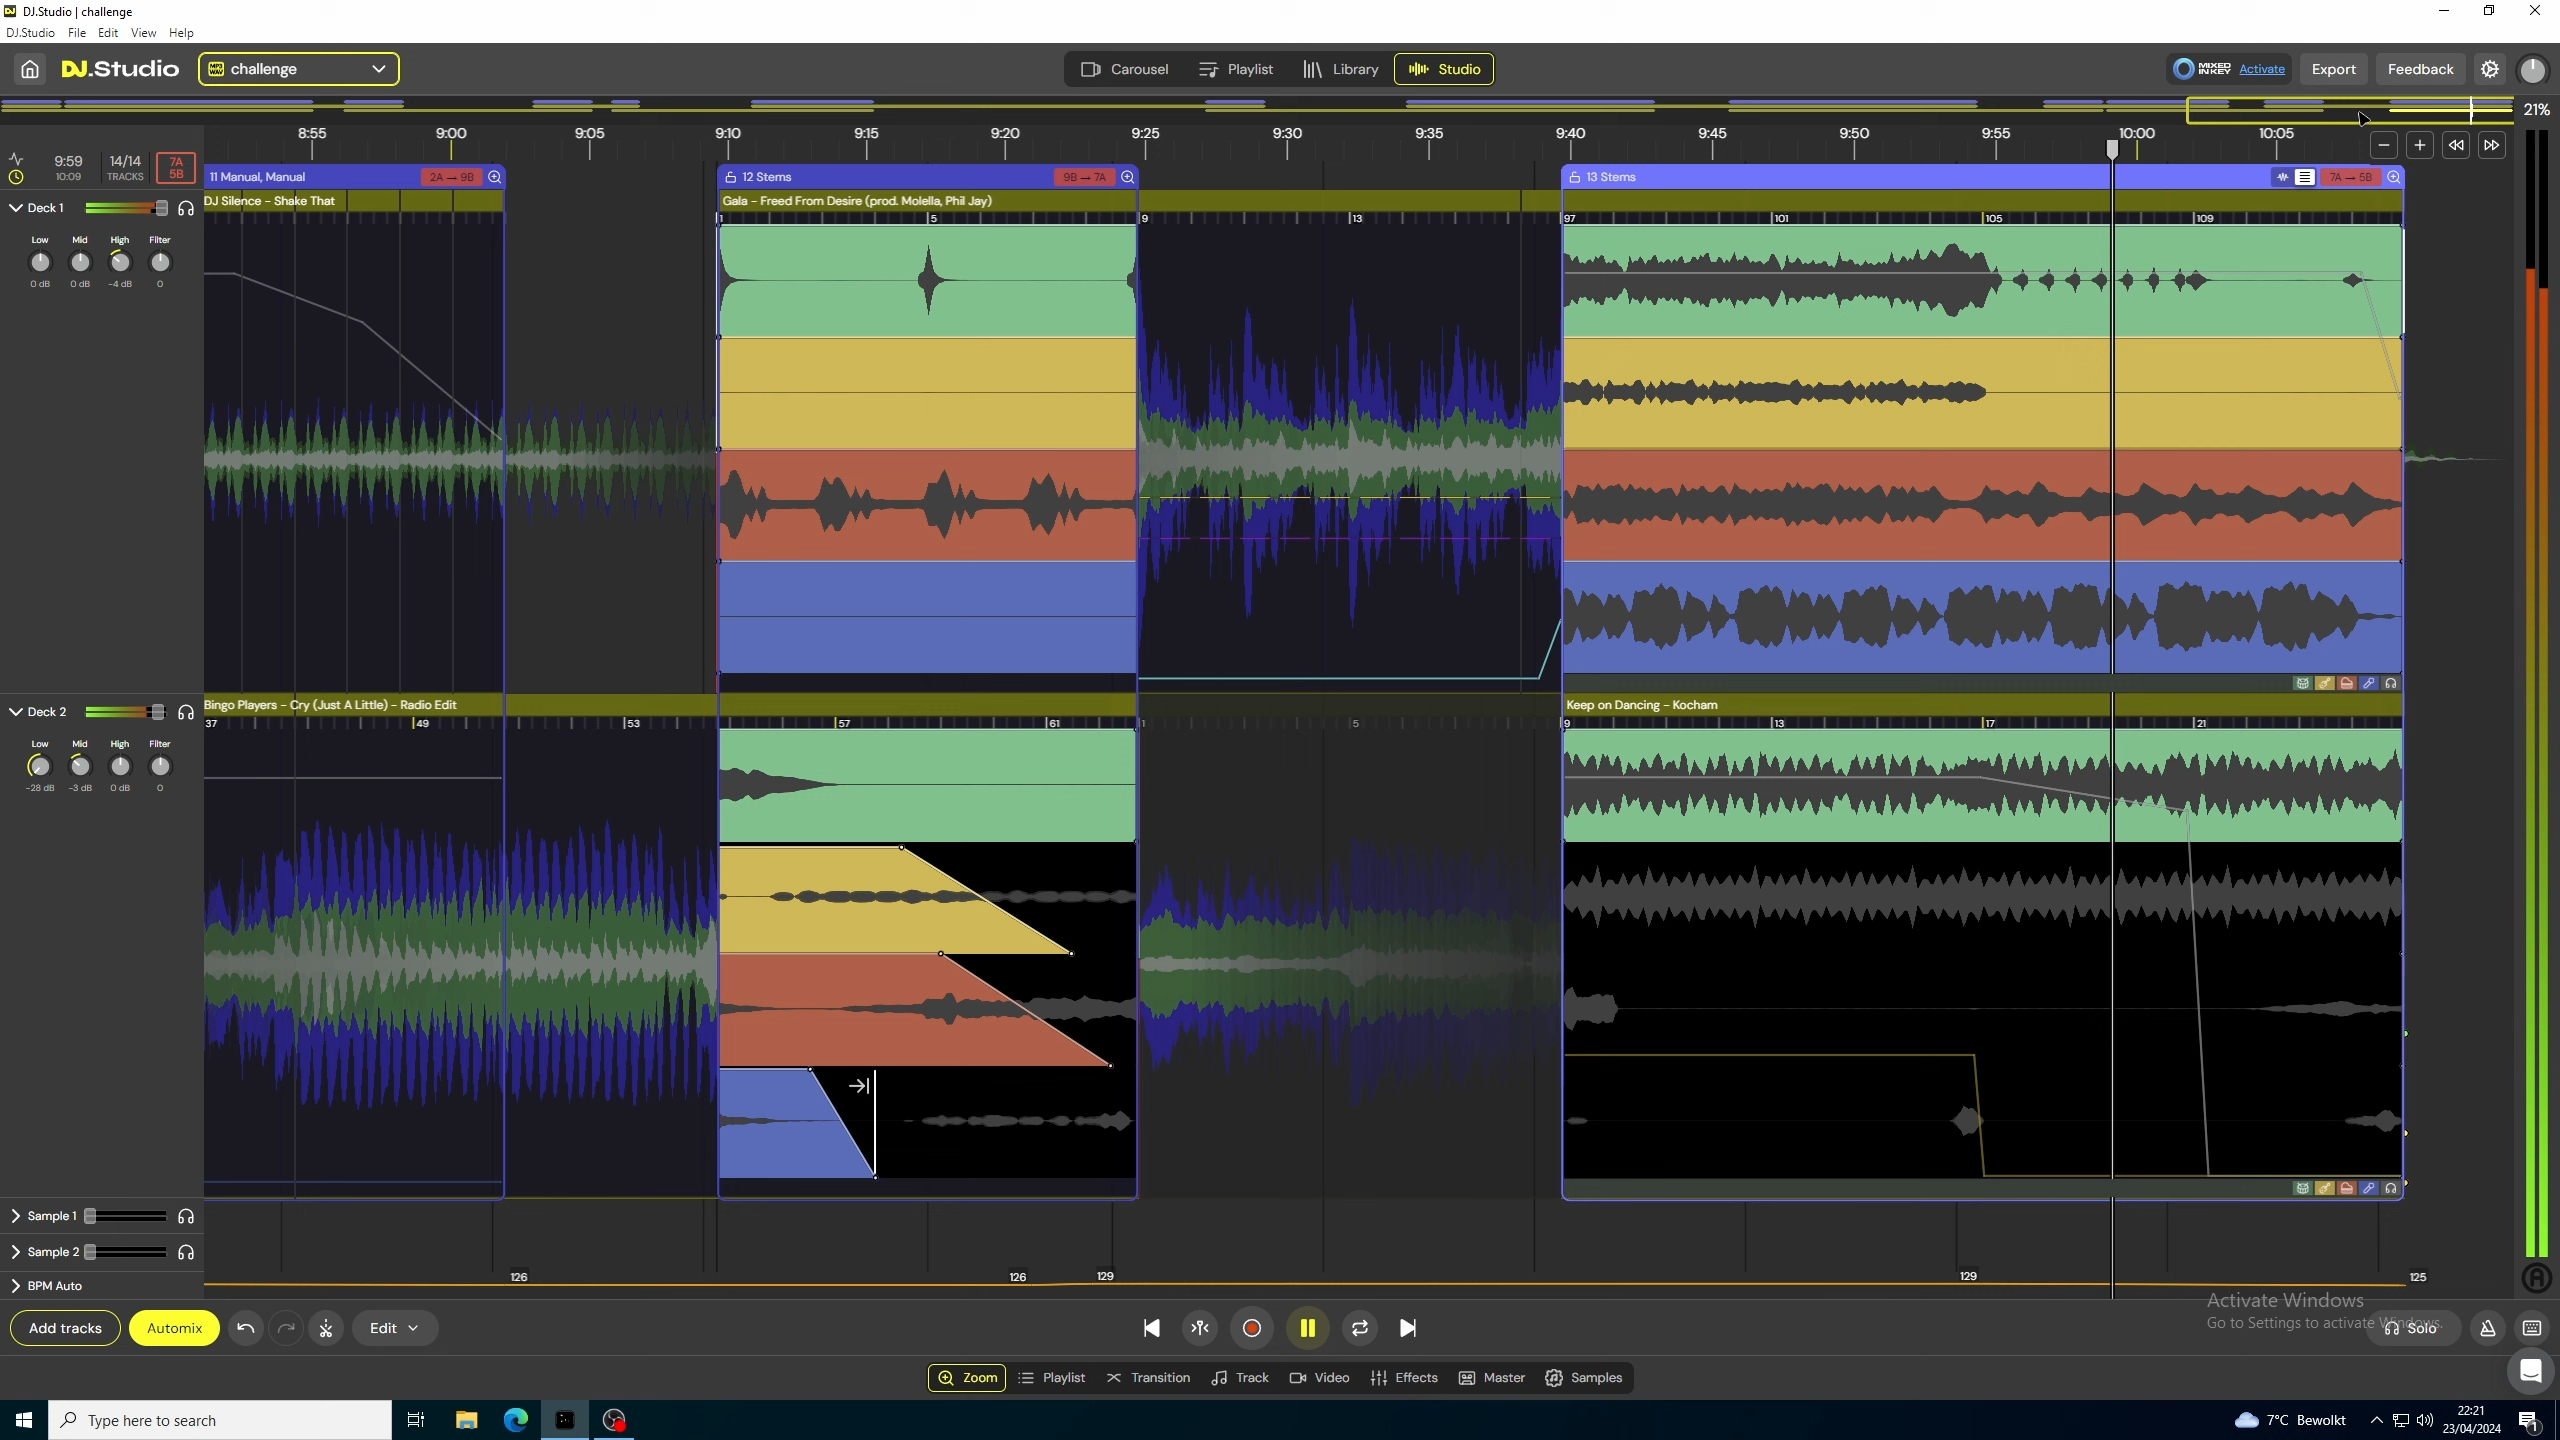 DJ.Studio | challenge
DJ.Studio File Edit View Help
DJ.Studio MP3 WAV challenge Carousel Playlist Library Studio MIXED IN KEY Activate Export Feedback
21%
8:55 9:00 9:05 9:10 9:15 9:20 9:25 9:30 9:35 9:40 9:45 9:50 9:55 10:00 10:05
9:59 14/14 7A
10:09 TRACKS 5B
11 Manual, Manual 2A → 9B 12 Stems 9B → 7A 13 Stems 7A → 5B
Deck 1 DJ Silence - Shake That Gala - Freed From Desire (prod. Molella, Phil Jay)
1 5 9 13 97 101 105 109
Low Mid High Filter
0 dB 0 dB -4 dB 0
Deck 2 Bingo Players - Cry (Just A Little) - Radio Edit Keep on Dancing - Kocham
37 49 53 57 61 1 5 9 13 17 21
Low Mid High Filter
-28 dB -3 dB 0 dB 0
Sample 1
Sample 2
BPM Auto 126 126 129 129 125
Activate Windows
Go to Settings to activate Windows.
Add tracks Automix Edit Solo
Zoom Playlist Transition Track Video Effects Master Samples
Type here to search 7°C Bewolkt 22:21
23/04/2024 1